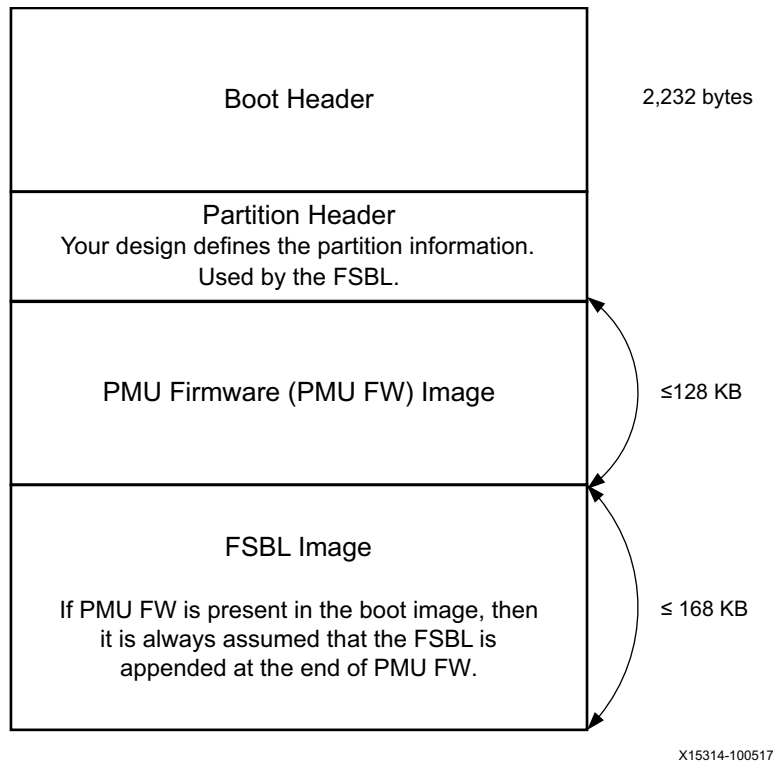 Boot Header
2,232 bytes
Partition Header
Your design defines the partition information.
Used by the FSBL.
PMU Firmware (PMU FW) Image
≤128 KB
FSBL Image
If PMU FW is present in the boot image, then
it is always assumed that the FSBL is
appended at the end of PMU FW.
≤ 168 KB
X15314-100517